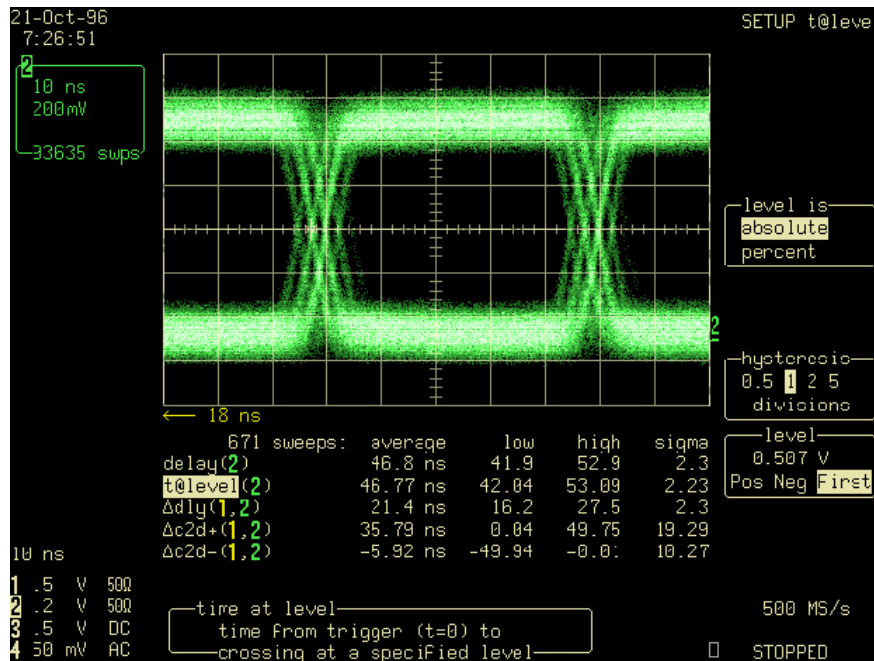 21-Oct-96
7:26:51
SETUP t@leve
2
10 ns
200mV
33635 swps
level is
absolute
percent
2
hysteresis
0.5 1 2 5
divisions
← 18 ns
671 sweeps: average low high sigma
delay(2) 46.8 ns 41.9 52.9 2.3
t@level(2) 46.77 ns 42.04 53.09 2.23
Δdly(1,2) 21.4 ns 16.2 27.5 2.3
Δc2d+(1,2) 35.79 ns 0.04 49.75 19.29
Δc2d-(1,2) -5.92 ns -49.94 -0.01 10.27
level
0.507 V
Pos Neg First
10 ns
1 .5 V 50Ω
2 .2 V 50Ω
3 .5 V DC
4 50 mV AC
time at level
time from trigger (t=0) to
crossing at a specified level
500 MS/s
STOPPED